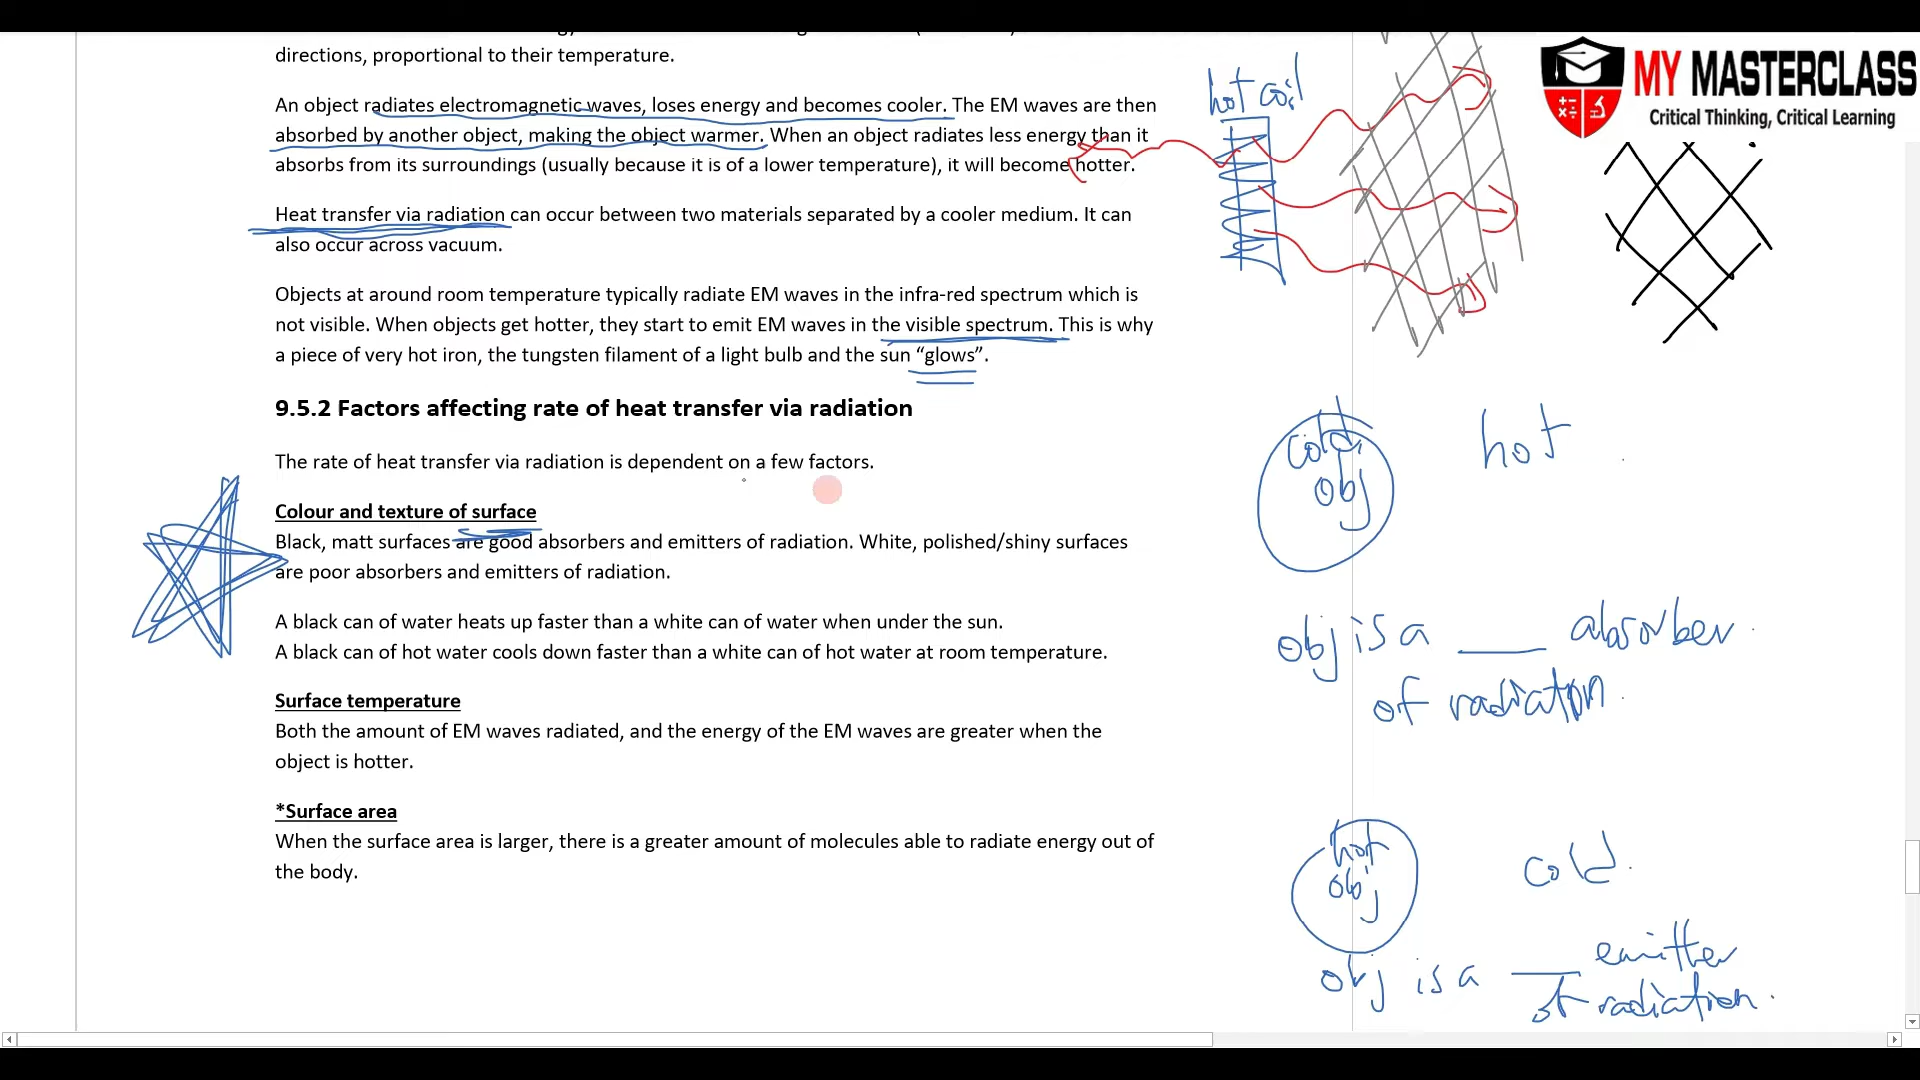 directions, proportional to their temperature.
An object radiates electromagnetic waves, loses energy and becomes cooler. The EM waves are then
absorbed by another object, making the object warmer. When an object radiates less energy than it
absorbs from its surroundings (usually because it is of a lower temperature), it will become hotter.
Heat transfer via radiation can occur between two materials separated by a cooler medium. It can
also occur across vacuum.
Objects at around room temperature typically radiate EM waves in the infra-red spectrum which is
not visible. When objects get hotter, they start to emit EM waves in the visible spectrum. This is why
a piece of very hot iron, the tungsten filament of a light bulb and the sun “glows”.
9.5.2 Factors affecting rate of heat transfer via radiation
The rate of heat transfer via radiation is dependent on a few factors.
Colour and texture of surface
Black, matt surfaces are good absorbers and emitters of radiation. White, polished/shiny surfaces
are poor absorbers and emitters of radiation.
A black can of water heats up faster than a white can of water when under the sun.
A black can of hot water cools down faster than a white can of hot water at room temperature.
Surface temperature
Both the amount of EM waves radiated, and the energy of the EM waves are greater when the
object is hotter.
*Surface area
When the surface area is larger, there is a greater amount of molecules able to radiate energy out of
the body.
hot coil
MY MASTERCLASS
Critical Thinking, Critical Learning
cold hot
obj
obj is a ___ absorber
of radiation.
hot cold.
obj
obj is a ___ emitter
of radiation.